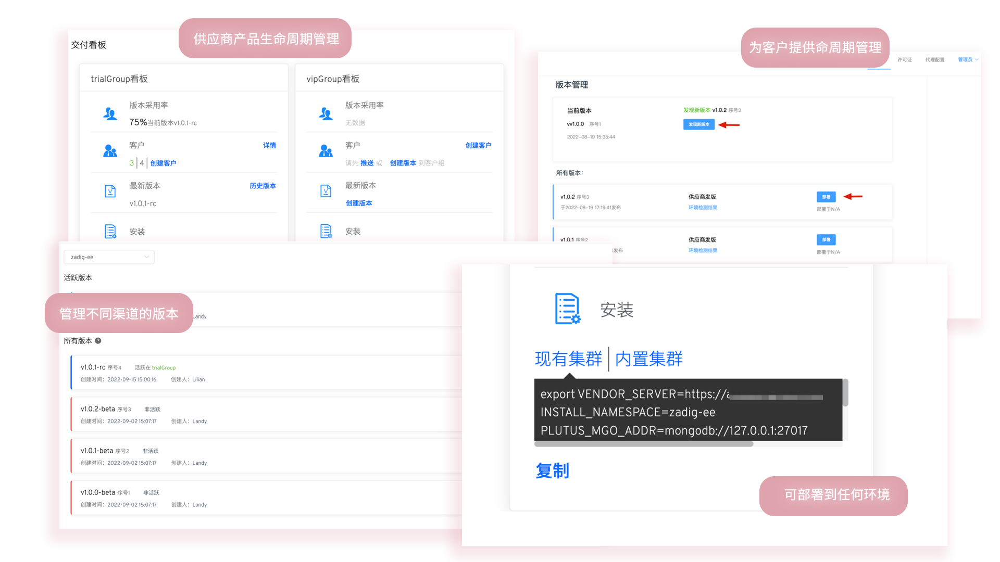 供应商产品生命周期管理
交付看板
trialGroup看板
版本采用率
75%当前版本v1.0.1-rc
客户
详情
3|4|创建客户
最新版本
历史版本
v1.0.1-rc
安装
vipGroup看板
版本采用率
无数据
客户
创建客户
请先 推送 或 创建版本 到客户组
最新版本
创建版本
安装
为客户提供命周期管理
许可证
代理配置
管理员
版本管理
当前版本
vv1.0.0 序号1
2022-08-19 15:35:44
发现新版本 v1.0.2 序号3
发现新版本
所有版本:
v1.0.2 序号3
于2022-08-19 17:19:41发布
供应商发版
环境检测结果
部署
部署于N/A
v1.0.1 序号2
发布
供应商发版
环境检测结果
部署
部署于N/A
zadig-ee
活跃版本
管理不同渠道的版本
Landy
所有版本 ?
v1.0.1-rc 序号4 活跃在 trialGroup
创建时间: 2022-09-15 15:00:16 创建人: Lilian
v1.0.2-beta 序号3 非活跃
创建时间: 2022-09-02 15:07:17 创建人: Landy
v1.0.1-beta 序号2 非活跃
创建时间: 2022-09-02 15:07:17 创建人: Landy
v1.0.0-beta 序号1 非活跃
创建时间: 2022-09-02 15:07:17 创建人: Landy
安装
现有集群|内置集群
export VENDOR_SERVER=https://
INSTALL_NAMESPACE=zadig-ee
PLUTUS_MGO_ADDR=mongodb://127.0.0.1:27017
复制
可部署到任何环境